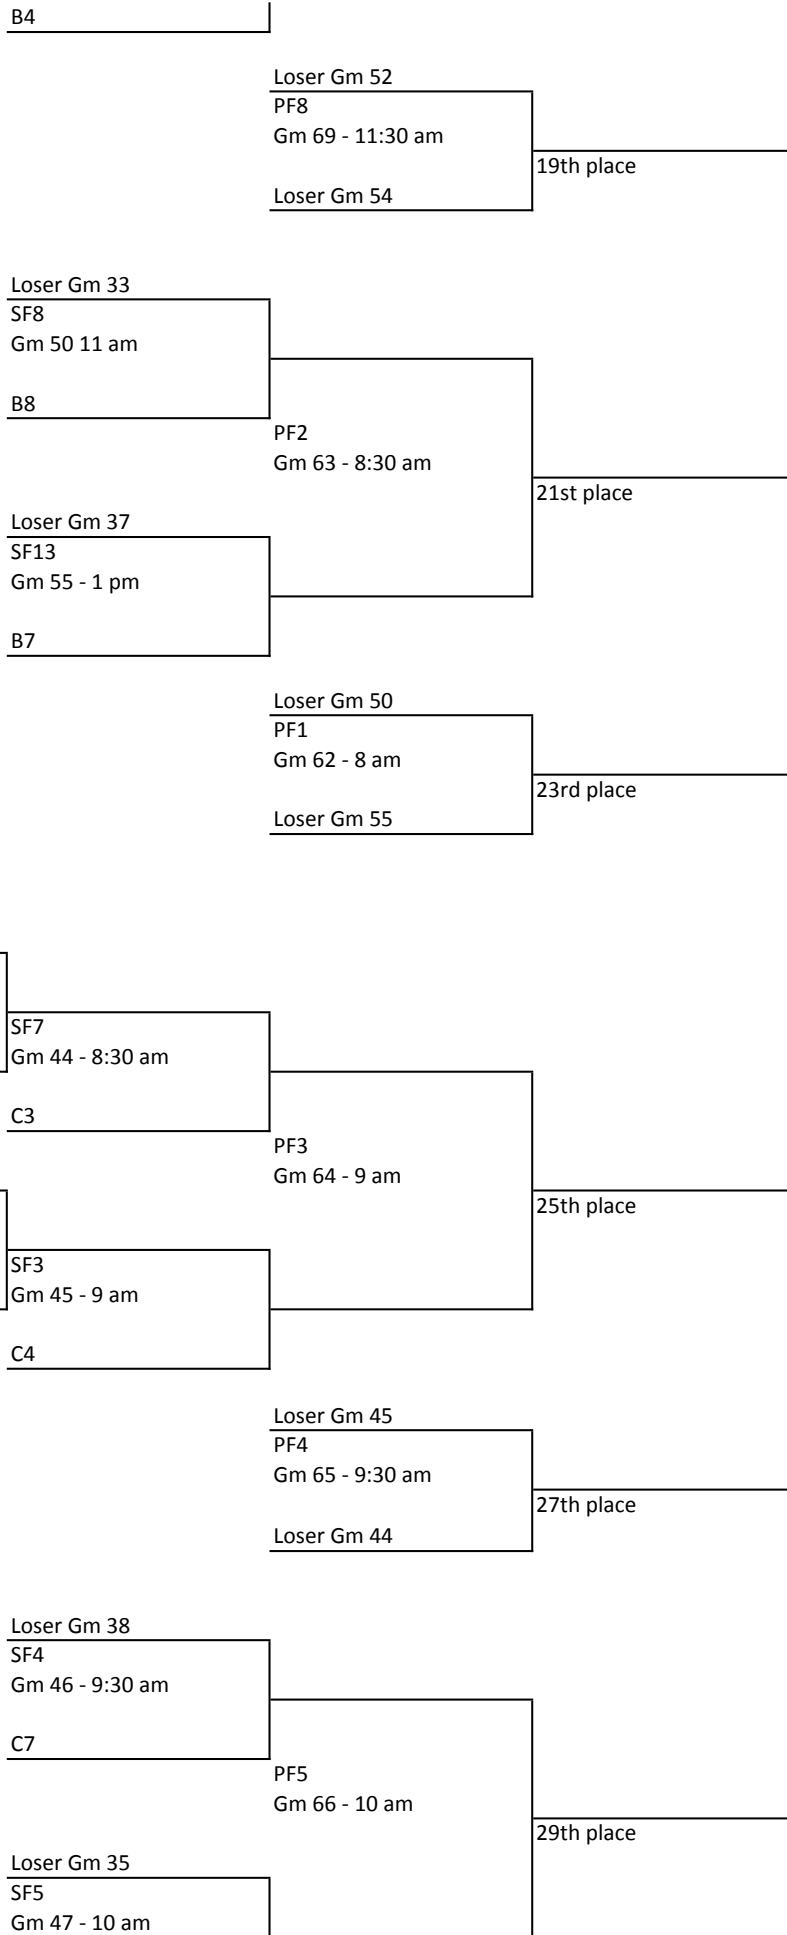 B4
Loser Gm 52
PF8
Gm 69 - 11:30 am
19th place
Loser Gm 54
Loser Gm 33
SF8
Gm 50 11 am
B8
PF2
Gm 63 - 8:30 am
21st place
Loser Gm 37
SF13
Gm 55 - 1 pm
B7
Loser Gm 50
PF1
Gm 62 - 8 am
23rd place
Loser Gm 55
SF7
Gm 44 - 8:30 am
C3
PF3
Gm 64 - 9 am
25th place
SF3
Gm 45 - 9 am
C4
Loser Gm 45
PF4
Gm 65 - 9:30 am
27th place
Loser Gm 44
Loser Gm 38
SF4
Gm 46 - 9:30 am
C7
PF5
Gm 66 - 10 am
29th place
Loser Gm 35
SF5
Gm 47 - 10 am